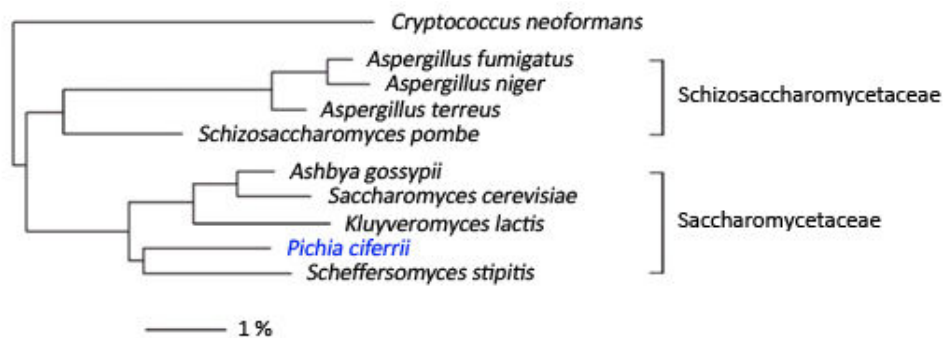 Cryptococcus neoformans
Aspergillus fumigatus
Aspergillus niger
Aspergillus terreus
Schizosaccharomyces pombe
Schizosaccharomycetaceae
Ashbya gossypii
Saccharomyces cerevisiae
Kluyveromyces lactis
Pichia ciferrii
Scheffersomyces stipitis
Saccharomycetaceae
1 %